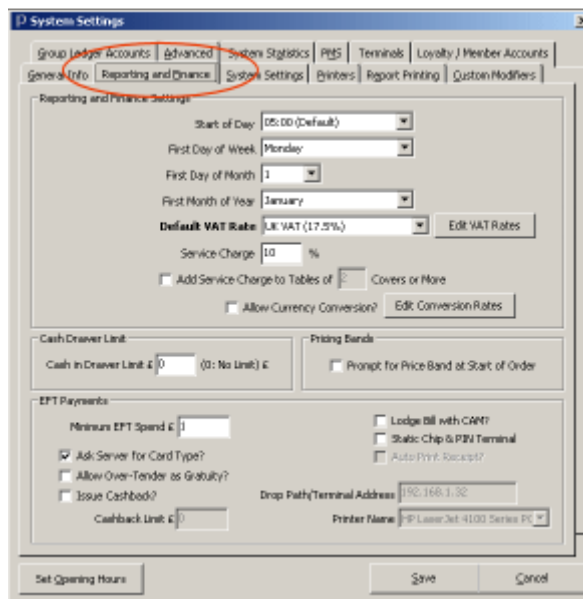 System Settings
Group Ledger Accounts Advanced System Statistics PMS Terminals Loyalty / Member Accounts
General Info Reporting and Finance System Settings Printers Report Printing Custom Modifiers
Reporting and Finance Settings
Start of Day 05:00 (Default)
First Day of Week Monday
First Day of Month 1
First Month of Year January
Default VAT Rate UK VAT (17.5%) Edit VAT Rates
Service Charge 10 %
Add Service Charge to Tables of 2 Covers or More
Allow Currency Conversion? Edit Conversion Rates
Cash Drawer Limit Pricing Bands
Cash in Drawer Limit £ 0 (0: No Limit) £ Prompt for Price Band at Start of Order
EFT Payments
Minimum EFT Spend £ 1 Lodge Bill with CAM?
Static Chip & PIN Terminal
Ask Server for Card Type? Auto Print Receipt?
Allow Over-Tender as Gratuity?
Issue Cashback? Drop Path/Terminal Address 192.168.1.32
Cashback Limit £ 0 Printer Name HP LaserJet 4100 Series PC
Set Opening Hours Save Cancel